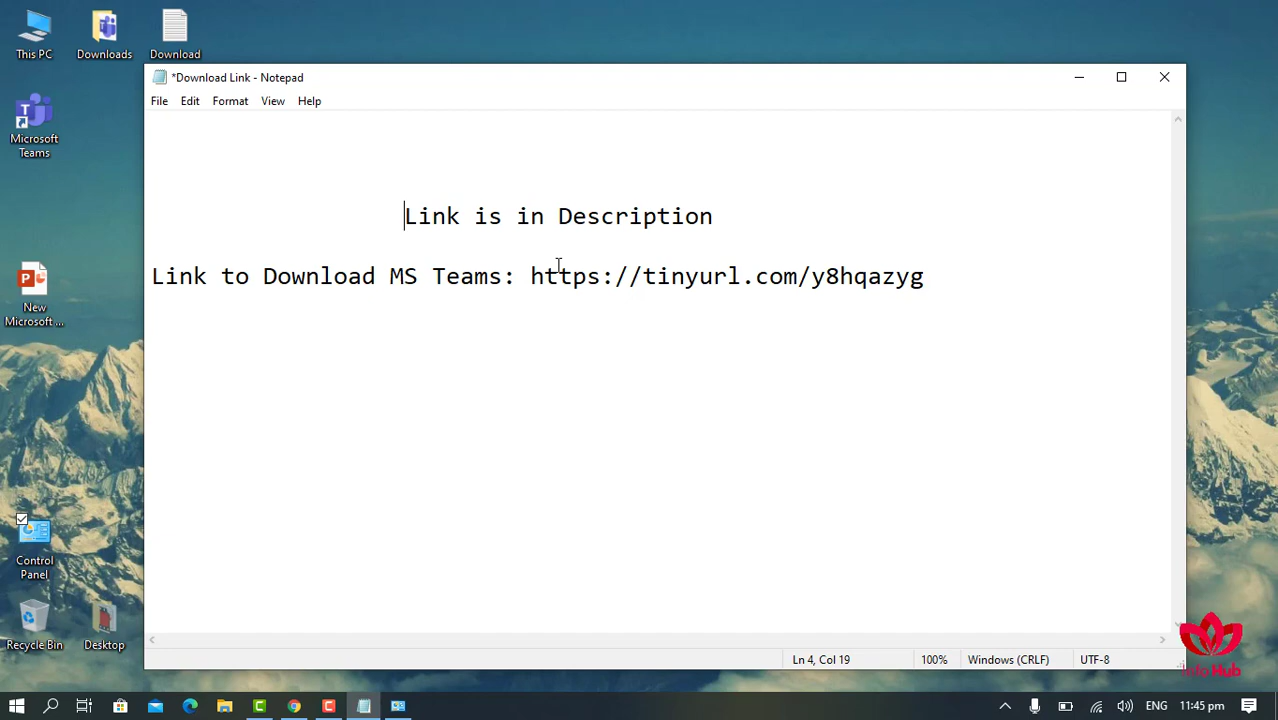 This PC
Downloads
Download
*Download Link - Notepad
File Edit Format View Help
Microsoft
Teams
Link is in Description
Link to Download MS Teams: https://tinyurl.com/y8hqazyg
New
Microsoft ...
Control
Panel
Recycle Bin
Desktop
Ln 4, Col 19
100%
Windows (CRLF)
UTF-8
Info Hub
ENG
11:45 pm